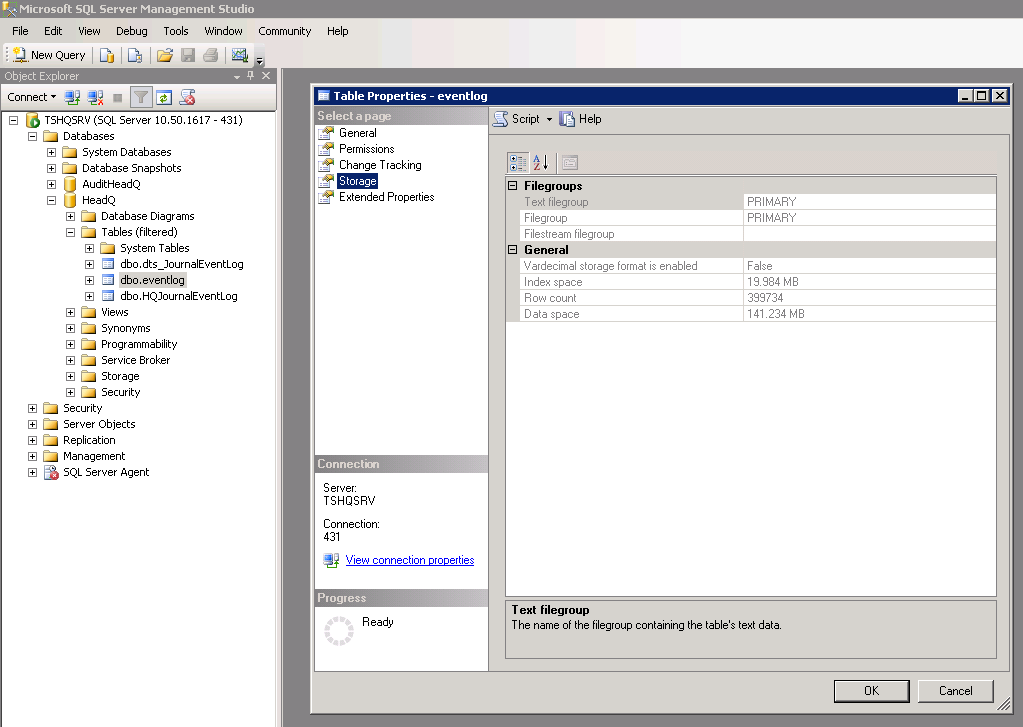 Microsoft SQL Server Management Studio
File Edit View Debug Tools Window Community Help
New Query
Object Explorer
Connect
TSHQSRV (SQL Server 10.50.1617 - 431)
Databases
System Databases
Database Snapshots
AuditHeadQ
HeadQ
Database Diagrams
Tables (filtered)
System Tables
dbo.dts_JournalEventLog
dbo.eventlog
dbo.HQJournalEventLog
Views
Synonyms
Programmability
Service Broker
Storage
Security
Security
Server Objects
Replication
Management
SQL Server Agent
Table Properties - eventlog
Select a page
General
Permissions
Change Tracking
Storage
Extended Properties
Connection
Server:
TSHQSRV
Connection:
431
View connection properties
Progress
Ready
Script Help
Filegroups
Text filegroup PRIMARY
Filegroup PRIMARY
Filestream filegroup
General
Vardecimal storage format is enabled False
Index space 19.984 MB
Row count 399734
Data space 141.234 MB
Text filegroup
The name of the filegroup containing the table's text data.
OK Cancel